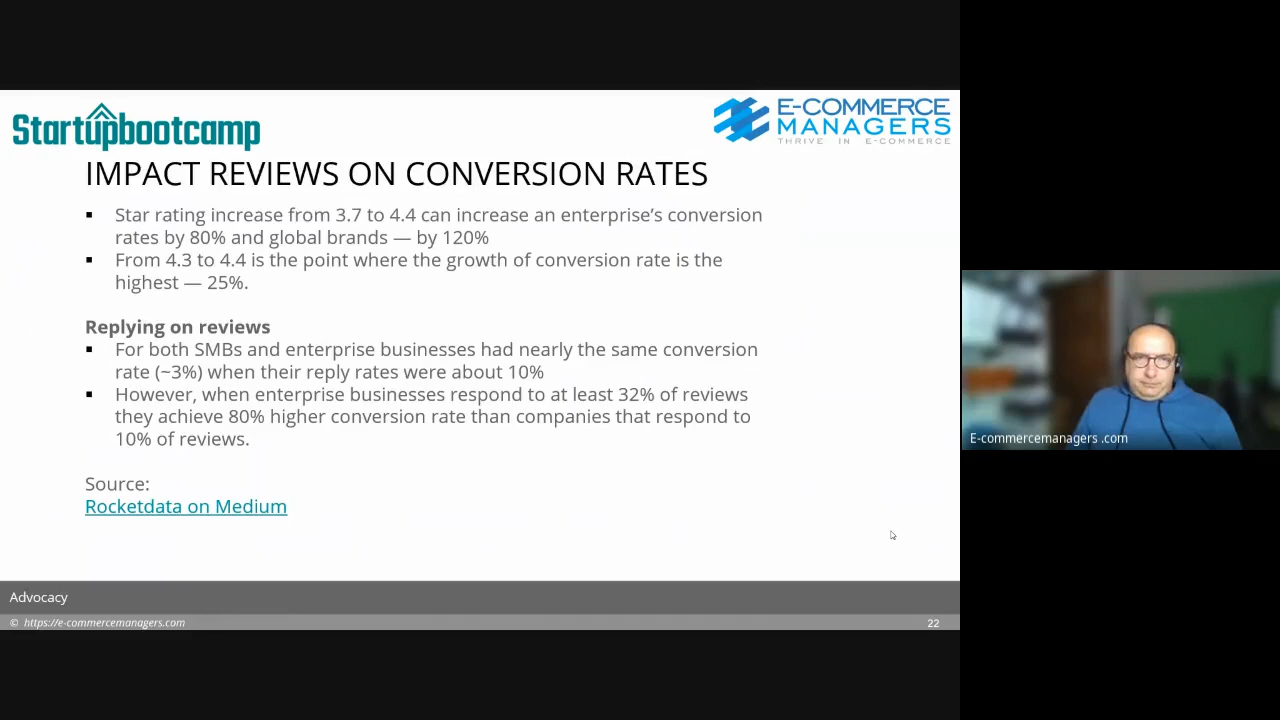 Startupbootcamp
E-COMMERCE
MANAGERS
THRIVE IN E-COMMERCE
IMPACT REVIEWS ON CONVERSION RATES
▪ Star rating increase from 3.7 to 4.4 can increase an enterprise’s conversion
rates by 80% and global brands — by 120%
▪ From 4.3 to 4.4 is the point where the growth of conversion rate is the
highest — 25%.
Replying on reviews
▪ For both SMBs and enterprise businesses had nearly the same conversion
rate (~3%) when their reply rates were about 10%
▪ However, when enterprise businesses respond to at least 32% of reviews
they achieve 80% higher conversion rate than companies that respond to
10% of reviews.
Source:
Rocketdata on Medium
Advocacy
© https://e-commercemanagers.com
22
E-commercemanagers .com